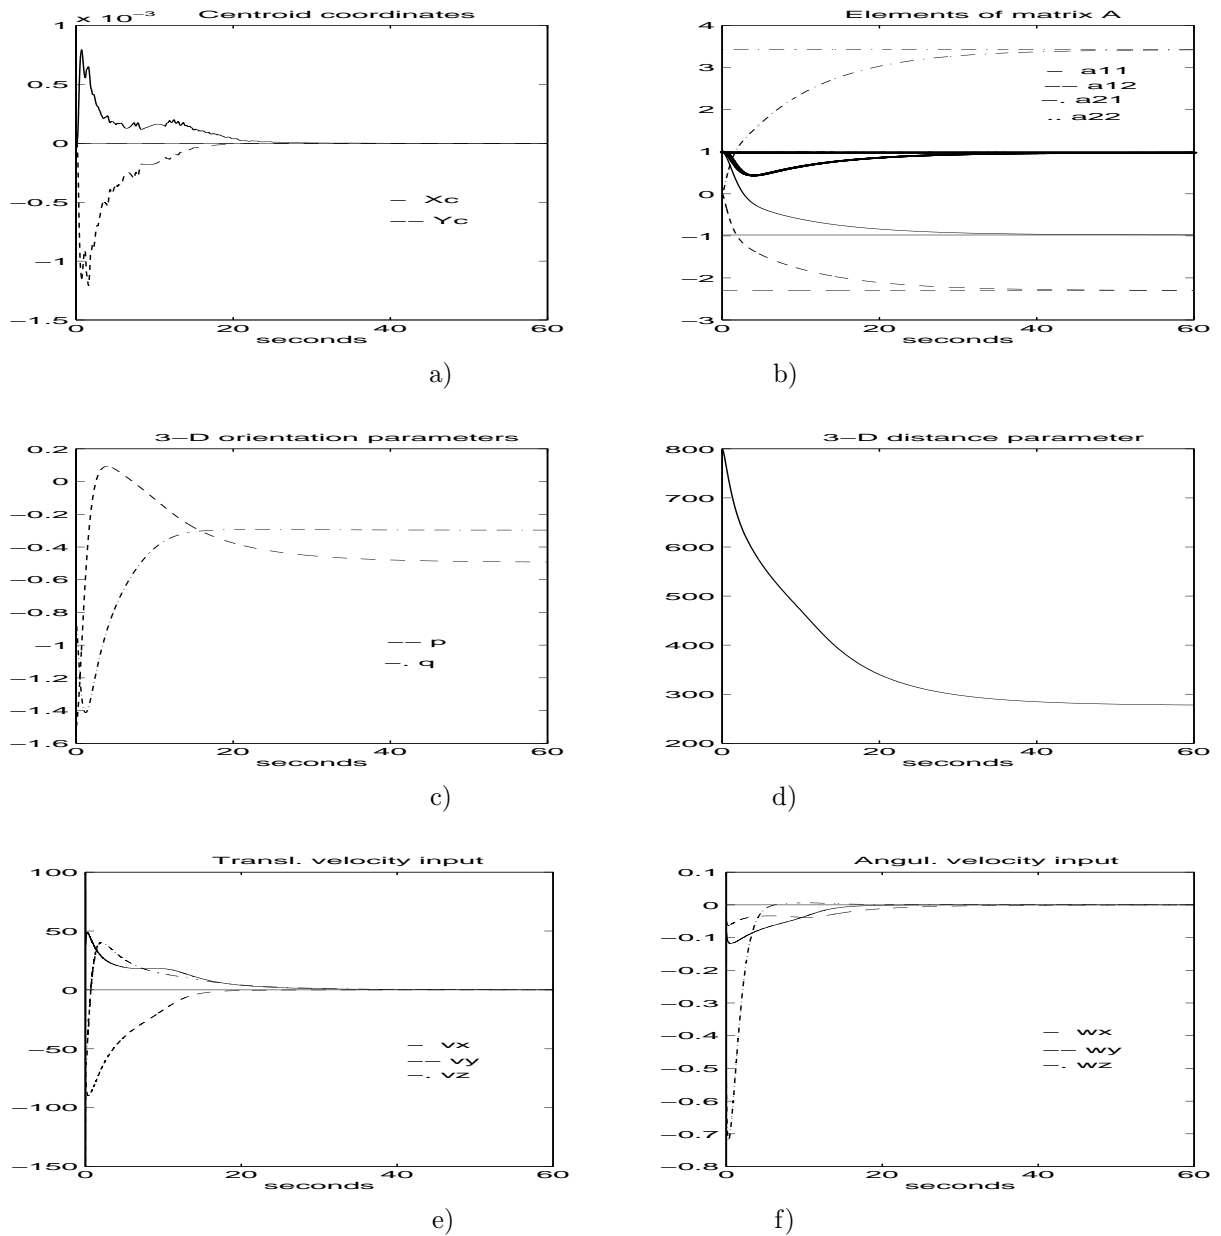 Centroid coordinates
x 10−3
1
0.5
0
−0.5
−1
−1.5
0
20
40
60
seconds
Xc
Yc
a)
Elements of matrix A
4
3
2
1
0
−1
−2
−3
0
20
40
60
seconds
a11
a12
a21
a22
b)
3−D orientation parameters
0.2
0
−0.2
−0.4
−0.6
−0.8
−1
−1.2
−1.4
−1.6
0
20
40
60
seconds
p
q
c)
3−D distance parameter
800
700
600
500
400
300
200
0
20
40
60
seconds
d)
Transl. velocity input
100
50
0
−50
−100
−150
0
20
40
60
seconds
vx
vy
vz
e)
Angul. velocity input
0.1
0
−0.1
−0.2
−0.3
−0.4
−0.5
−0.6
−0.7
−0.8
0
20
40
60
seconds
wx
wy
wz
f)